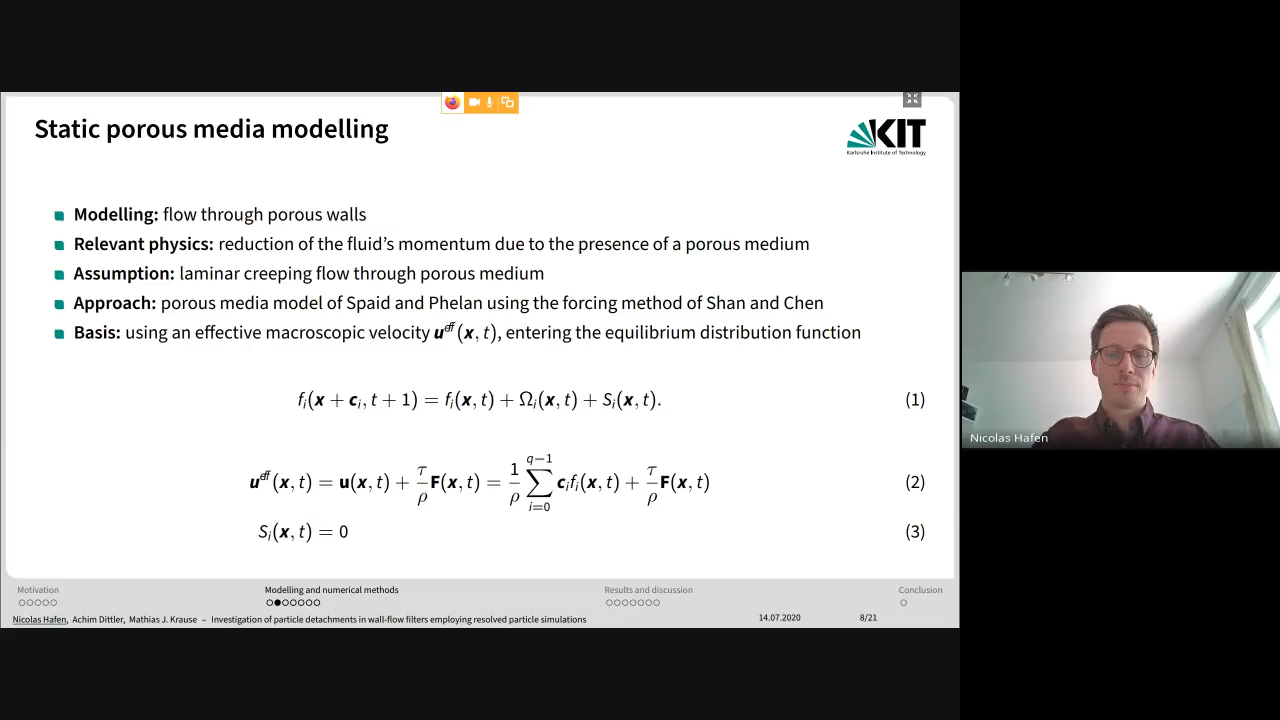 Static porous media modelling
KIT
Karlsruhe Institute of Technology
Modelling: flow through porous walls
Relevant physics: reduction of the fluid's momentum due to the presence of a porous medium
Assumption: laminar creeping flow through porous medium
Approach: porous media model of Spaid and Phelan using the forcing method of Shan and Chen
Basis: using an effective macroscopic velocity u^eff(x, t), entering the equilibrium distribution function
f_i(x + c_i, t + 1) = f_i(x, t) + Ω_i(x, t) + S_i(x, t). (1)
u^eff(x, t) = u(x, t) + τ/ρ F(x, t) = 1/ρ ∑_{i=0}^{q−1} c_i f_i(x, t) + τ/ρ F(x, t) (2)
S_i(x, t) = 0 (3)
Nicolas Hafen
Motivation Modelling and numerical methods Results and discussion Conclusion
Nicolas Hafen, Achim Dittler, Mathias J. Krause – Investigation of particle detachments in wall-flow filters employing resolved particle simulations 14.07.2020 8/21